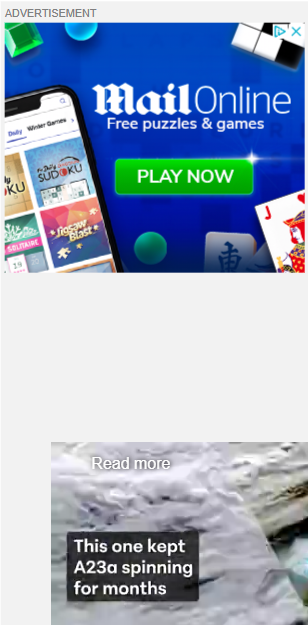 ADVERTISEMENT
MailOnline
Free puzzles & games
Daily Winter Games
SUDOKU
SOLITAIRE
Jigsaw
Blast
PLAY NOW
J
南
Read more
This one kept
A23a spinning
for months